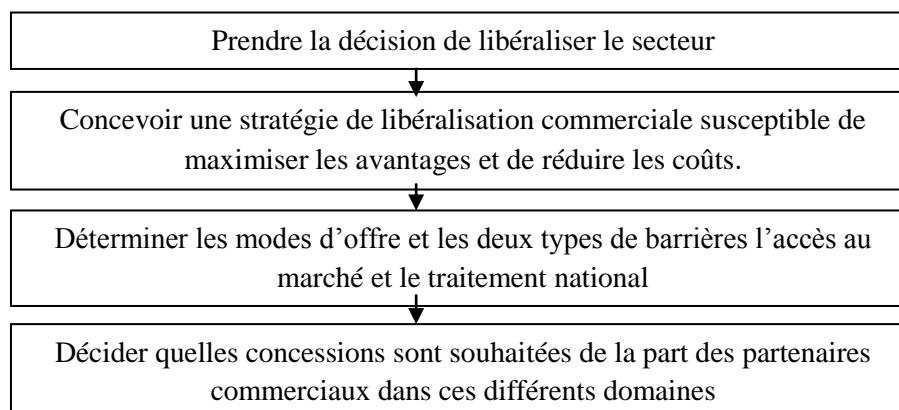 Prendre la décision de libéraliser le secteur
Concevoir une stratégie de libéralisation commerciale susceptible de
maximiser les avantages et de réduire les coûts.
Déterminer les modes d’offre et les deux types de barrières l’accès au
marché et le traitement national
Décider quelles concessions sont souhaitées de la part des partenaires
commerciaux dans ces différents domaines